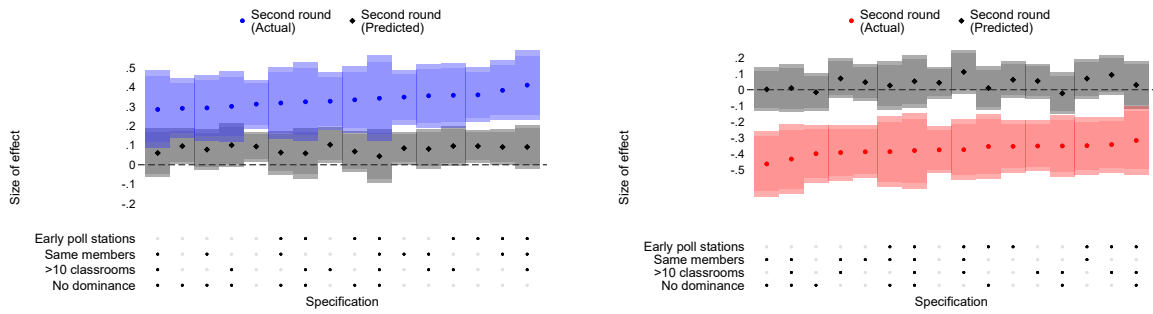 Second round
(Actual)
Second round
(Predicted)
Size of effect
.5
.4
.3
.2
.1
0
-.1
-.2
Early poll stations
Same members
>10 classrooms
No dominance
Specification
Second round
(Actual)
Second round
(Predicted)
Size of effect
.2
.1
0
-.1
-.2
-.3
-.4
-.5
Early poll stations
Same members
>10 classrooms
No dominance
Specification